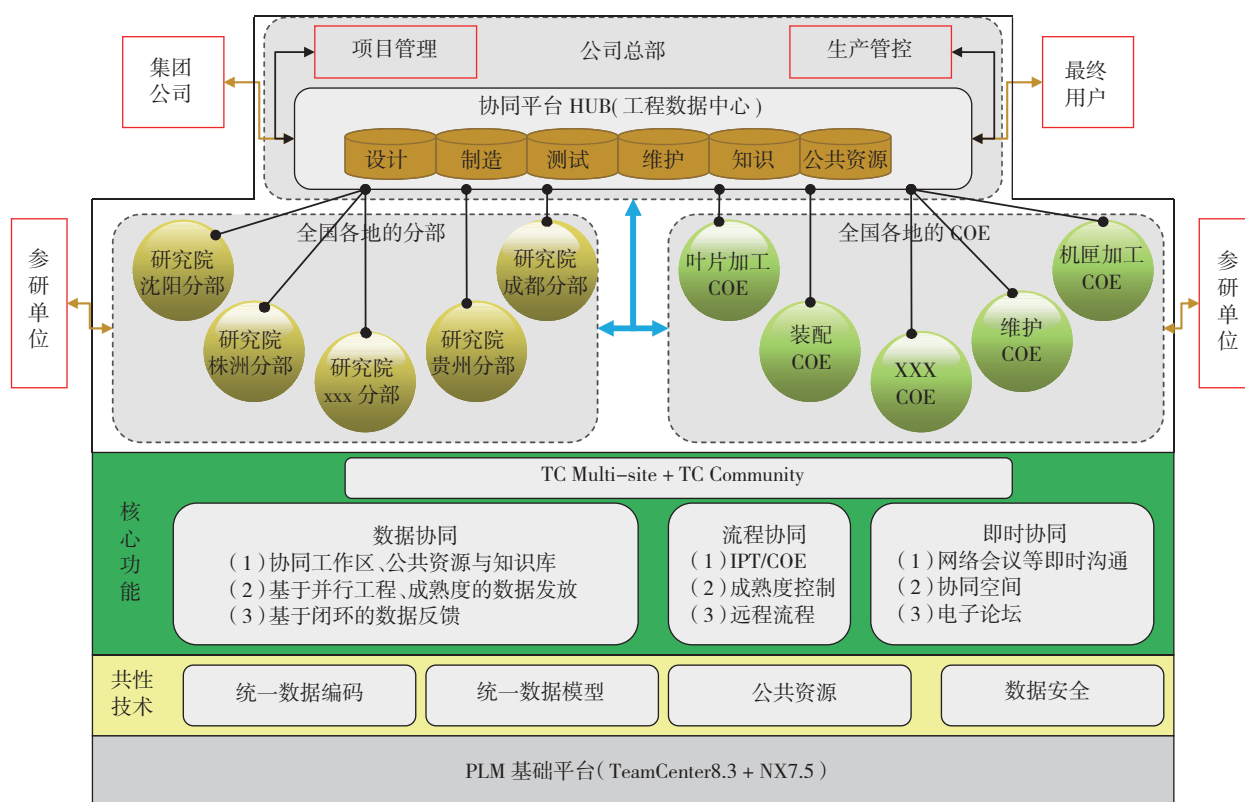 项目管理
公司总部
生产管控
集团
公司
最终
用户
协同平台 HUB(工程数据中心)
设计
制造
测试
维护
知识
公共资源
全国各地的分部
全国各地的 COE
参
研
单
位
研究院
沈阳分部
研究院
株洲分部
研究院
xxx 分部
研究院
贵州分部
研究院
成都分部
叶片加工
COE
装配
COE
XXX
COE
维护
COE
机匣加工
COE
参
研
单
位
核
心
功
能
TC Multi-site + TC Community
数据协同
(1)协同工作区、公共资源与知识库
(2)基于并行工程、成熟度的数据发放
(3)基于闭环的数据反馈
流程协同
(1)IPT/COE
(2)成熟度控制
(3)远程流程
即时协同
(1)网络会议等即时沟通
(2)协同空间
(3)电子论坛
共性
技术
统一数据编码
统一数据模型
公共资源
数据安全
PLM 基础平台(TeamCenter8.3 + NX7.5)